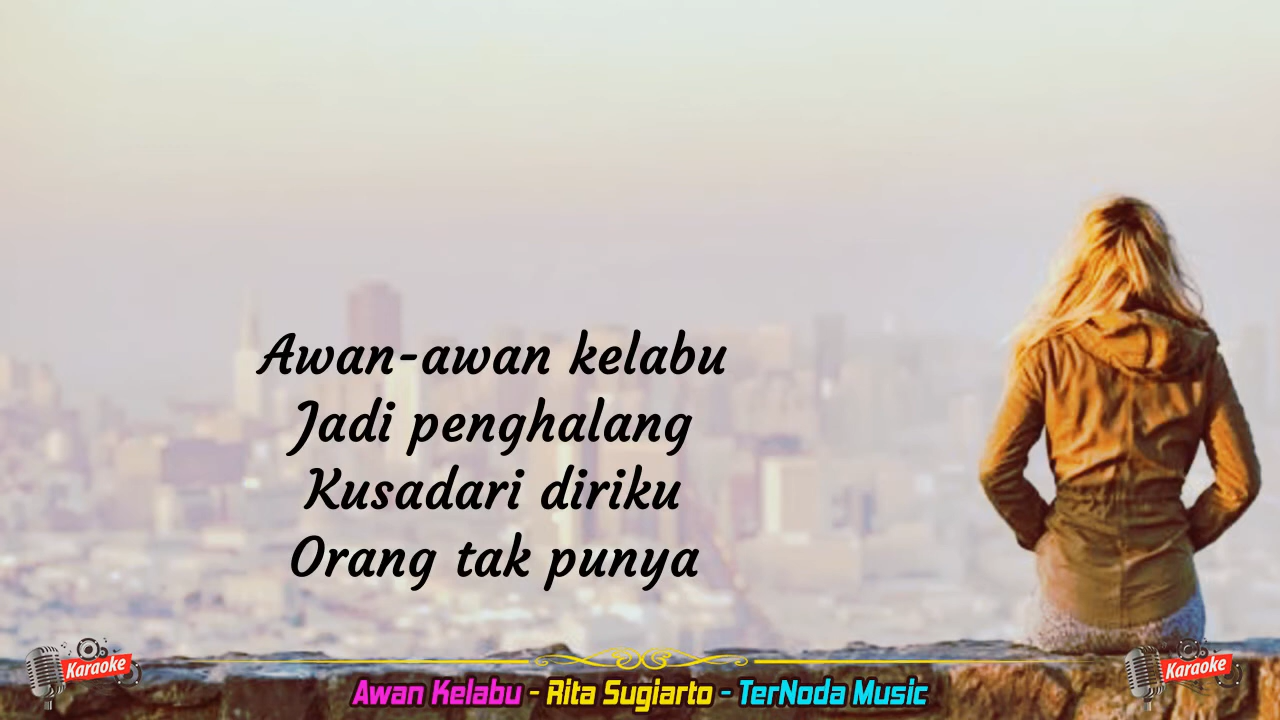 Awan-awan kelabu
Jadi penghalang
Kusadari diriku
Orang tak punya
Karaoke
Karaoke
Awan Kelabu - Rita Sugiarto - TerNoda Music